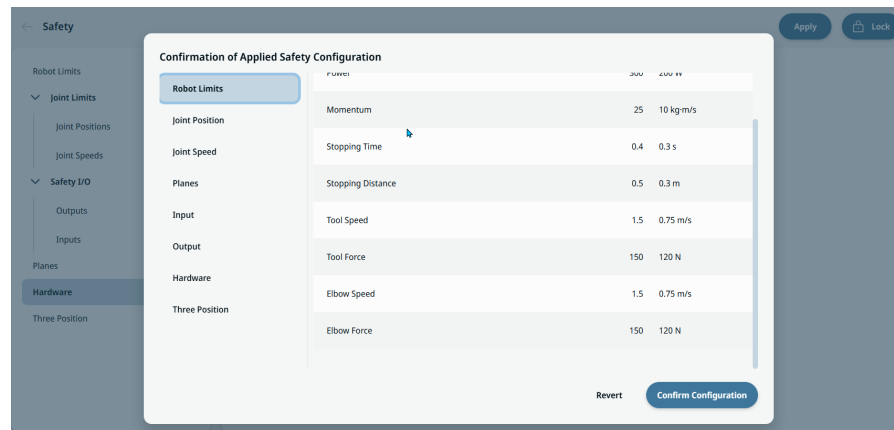 Safety
Apply
Lock
Robot Limits
Joint Limits
Joint Positions
Joint Speeds
Safety I/O
Outputs
Inputs
Planes
Hardware
Three Position
Confirmation of Applied Safety Configuration
Robot Limits
Joint Position
Joint Speed
Planes
Input
Output
Hardware
Three Position
Power 300 200 W
Momentum 25 10 kg·m/s
Stopping Time 0.4 0.3 s
Stopping Distance 0.5 0.3 m
Tool Speed 1.5 0.75 m/s
Tool Force 150 120 N
Elbow Speed 1.5 0.75 m/s
Elbow Force 150 120 N
Revert
Confirm Configuration